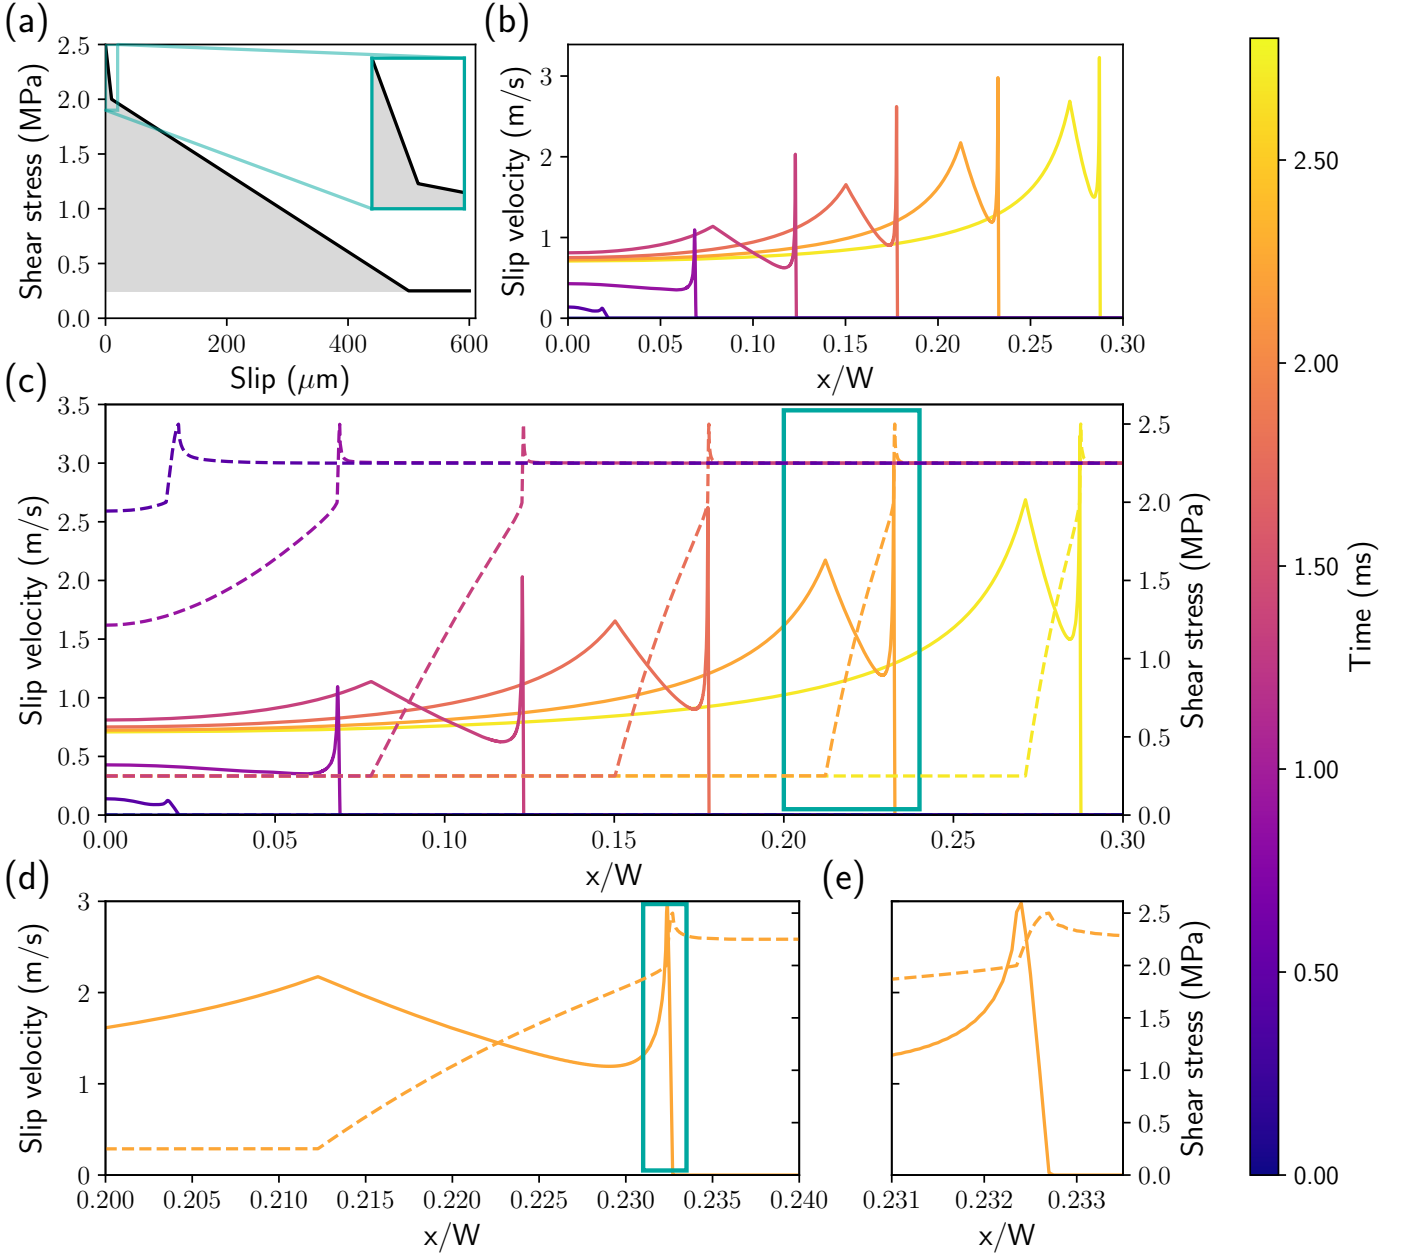 (a)
2.5
2.0
1.5
1.0
0.5
0.0
Shear stress (MPa)
0 200 400 600
Slip (μm)
(b)
3
2
1
0
Slip velocity (m/s)
0.00 0.05 0.10 0.15 0.20 0.25 0.30
x/W
(c)
3.5
3.0
2.5
2.0
1.5
1.0
0.5
0.0
Slip velocity (m/s)
2.5
2.0
1.5
1.0
0.5
0.0
Shear stress (MPa)
0.00 0.05 0.10 0.15 0.20 0.25 0.30
x/W
(d)
3
2
1
0
Slip velocity (m/s)
0.200 0.205 0.210 0.215 0.220 0.225 0.230 0.235 0.240
x/W
(e)
2.5
2.0
1.5
1.0
0.5
0.0
Shear stress (MPa)
0.231 0.232 0.233
x/W
2.50
2.00
1.50
1.00
0.50
0.00
Time (ms)